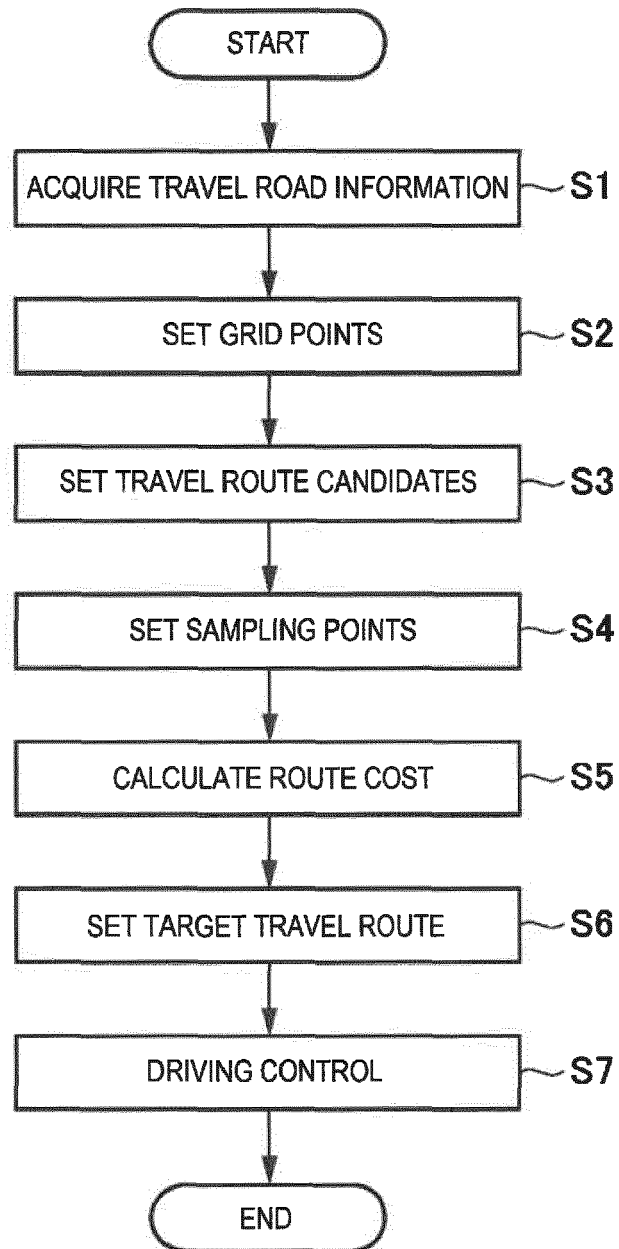 START
ACQUIRE TRAVEL ROAD INFORMATION S1
SET GRID POINTS S2
SET TRAVEL ROUTE CANDIDATES S3
SET SAMPLING POINTS S4
CALCULATE ROUTE COST S5
SET TARGET TRAVEL ROUTE S6
DRIVING CONTROL S7
END